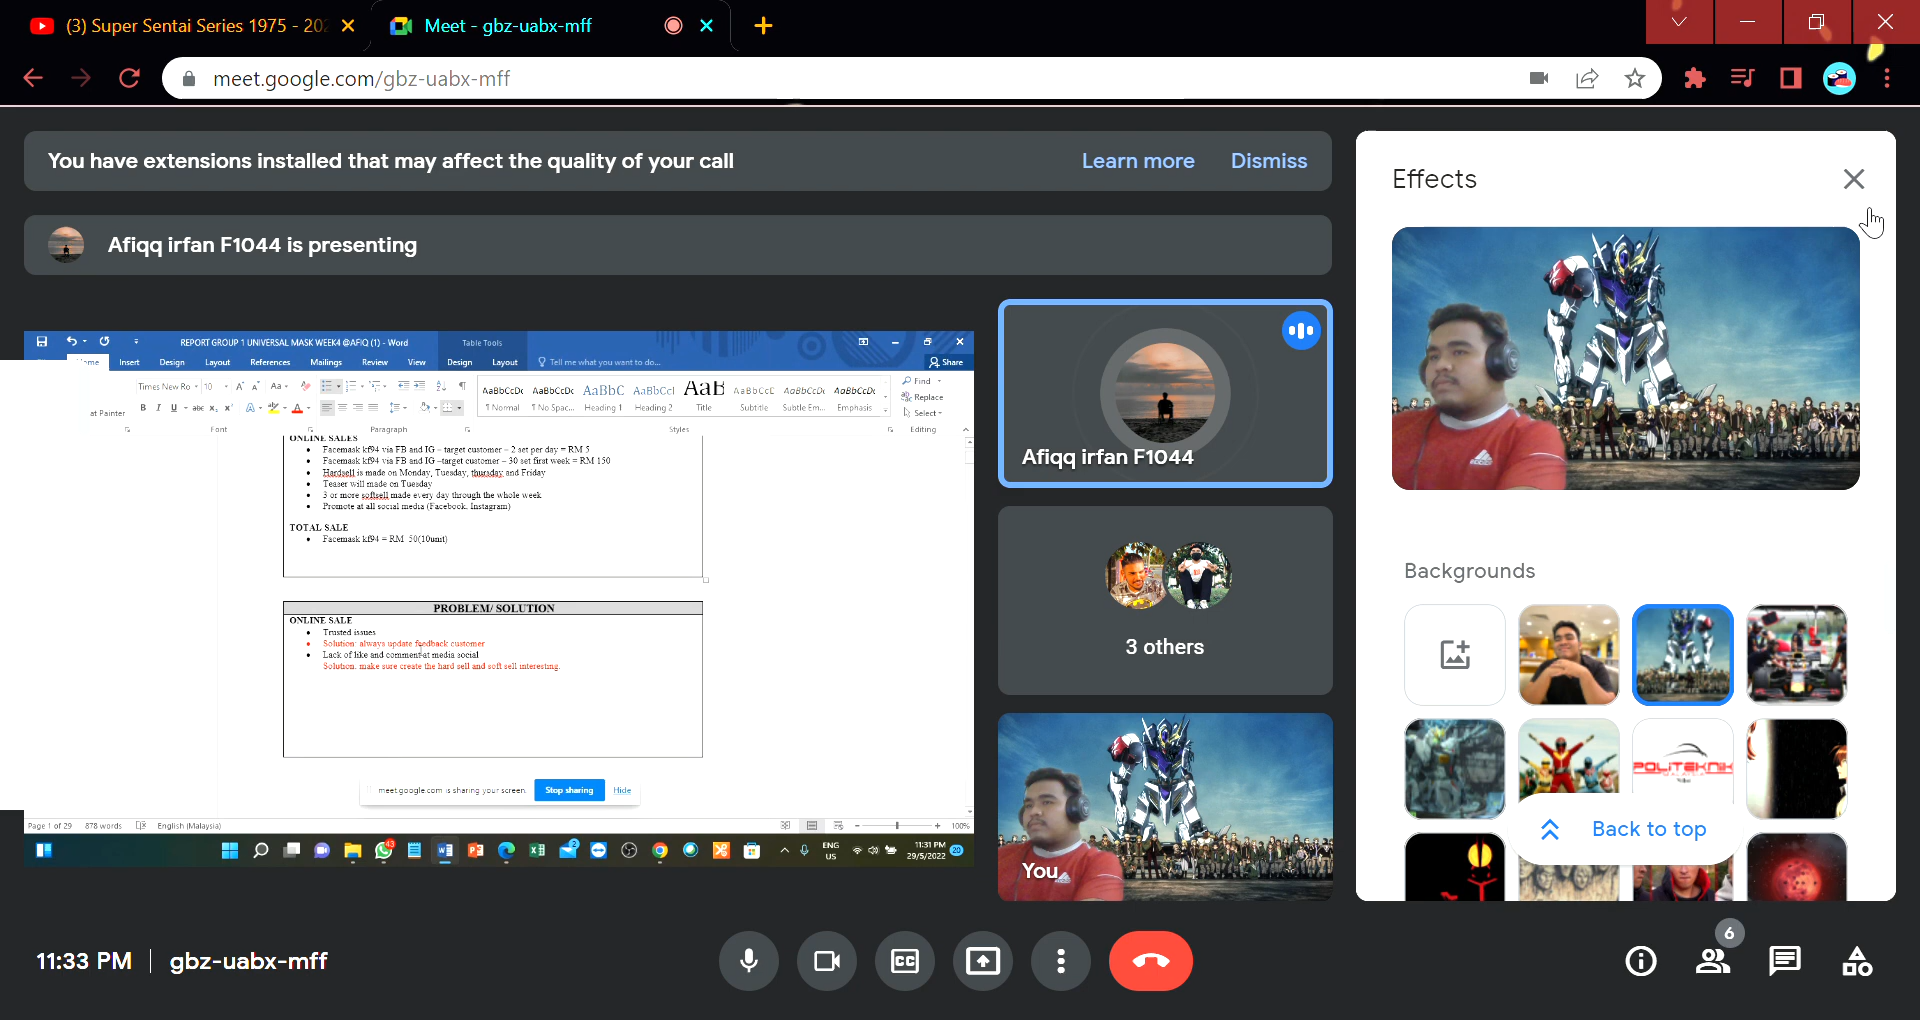 (3) Super Sentai Series 1975 - 202
Meet - gbz-uabx-mff
meet.google.com/gbz-uabx-mff
You have extensions installed that may affect the quality of your call
Learn more
Dismiss
Afiqq irfan F1044 is presenting
Effects
REPORT GROUP 1 UNIVERSAL MASK WEEK4 @AFIQ (1) - Word
Table Tools
Insert
Design
Layout
References
Mailings
Review
View
Design
Layout
Tell me what you want to do...
Share
Times New Ro
10
at Painter
AaBbCcDc
AaBbCcDc
AaBbC
AaBbCcl
AaB
AaBbCcE
AaBbCcDc
AaBbCcDc
¶ Normal
¶ No Spac...
Heading 1
Heading 2
Title
Subtitle
Subtle Em...
Emphasis
Find
Replace
Select
Font
Paragraph
Styles
Editing
ONLINE SALES
Facemask kf94 via FB and IG – target customer – 2 set per day = RM 5
Facemask kf94 via FB and IG –target customer – 30 set first week = RM 150
Hardsell is made on Monday, Tuesday, thursday and Friday
Teaser will made on Tuesday
3 or more softsell made every day through the whole week
Promote at all social media (Facebook, Instagram)
TOTAL SALE
Facemask kf94 = RM 50(10unit)
PROBLEM/ SOLUTION
ONLINE SALE
Trusted issues
Solution: always update feedback customer
Lack of like and comment at media social
Solution: make sure create the hard sell and soft sell interesting.
meet.google.com is sharing your screen.
Stop sharing
Hide
Page 1 of 29
878 words
English (Malaysia)
100%
ENG
US
11:31 PM
29/5/2022
20
Afiqq irfan F1044
3 others
You
Backgrounds
POLITEKNIK
Back to top
11:33 PM
gbz-uabx-mff
CC
6